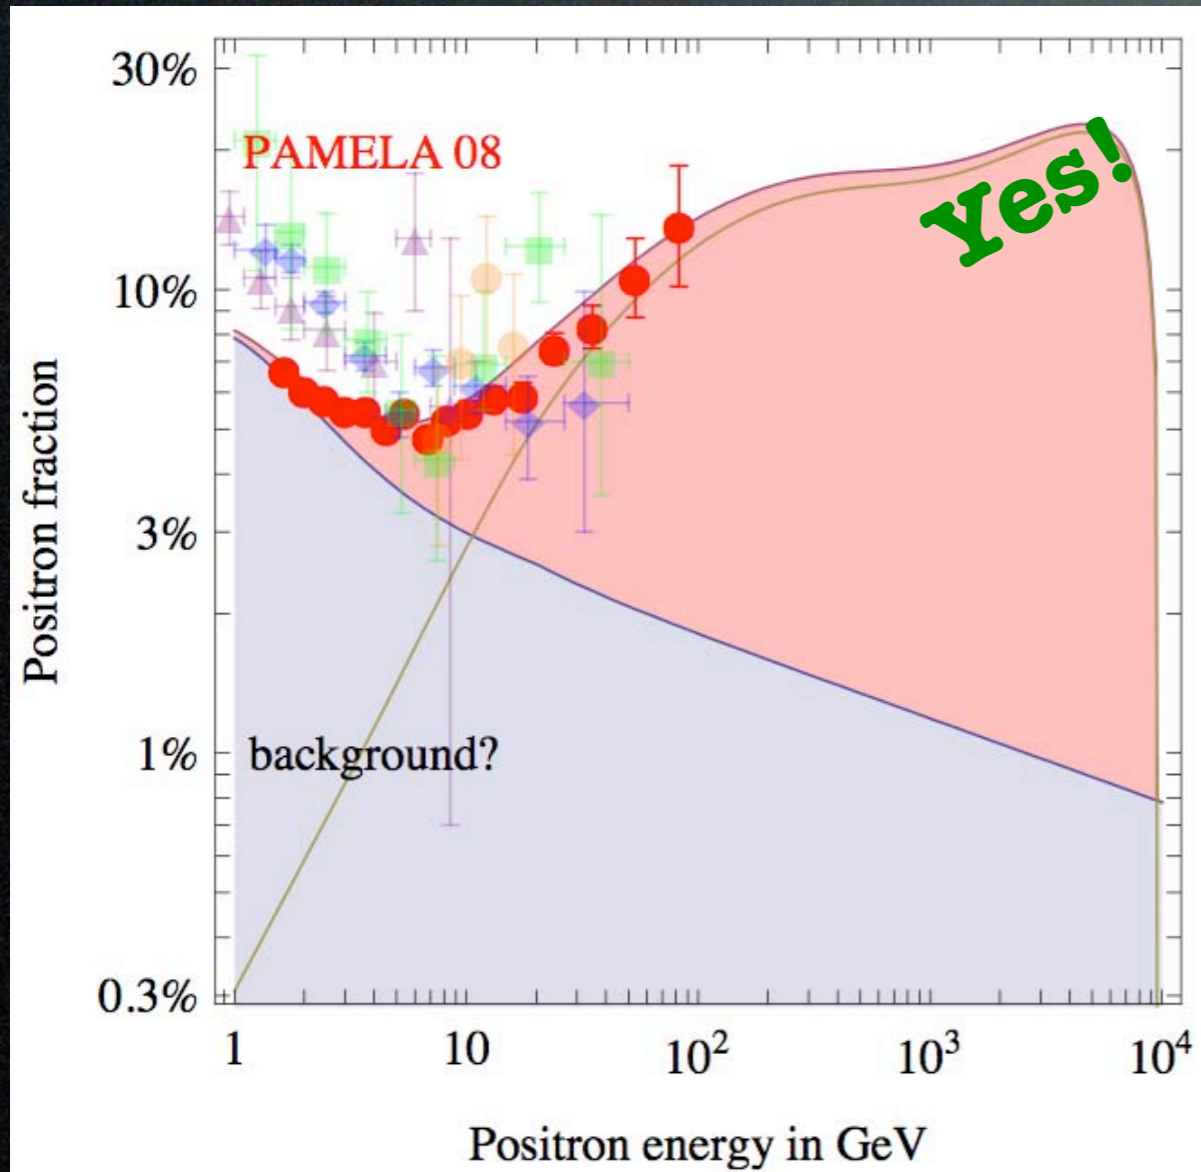 30%
10%
3%
1%
0.3%
Positron fraction
PAMELA 08
Yes!
background?
1 10 10² 10³ 10⁴
Positron energy in GeV